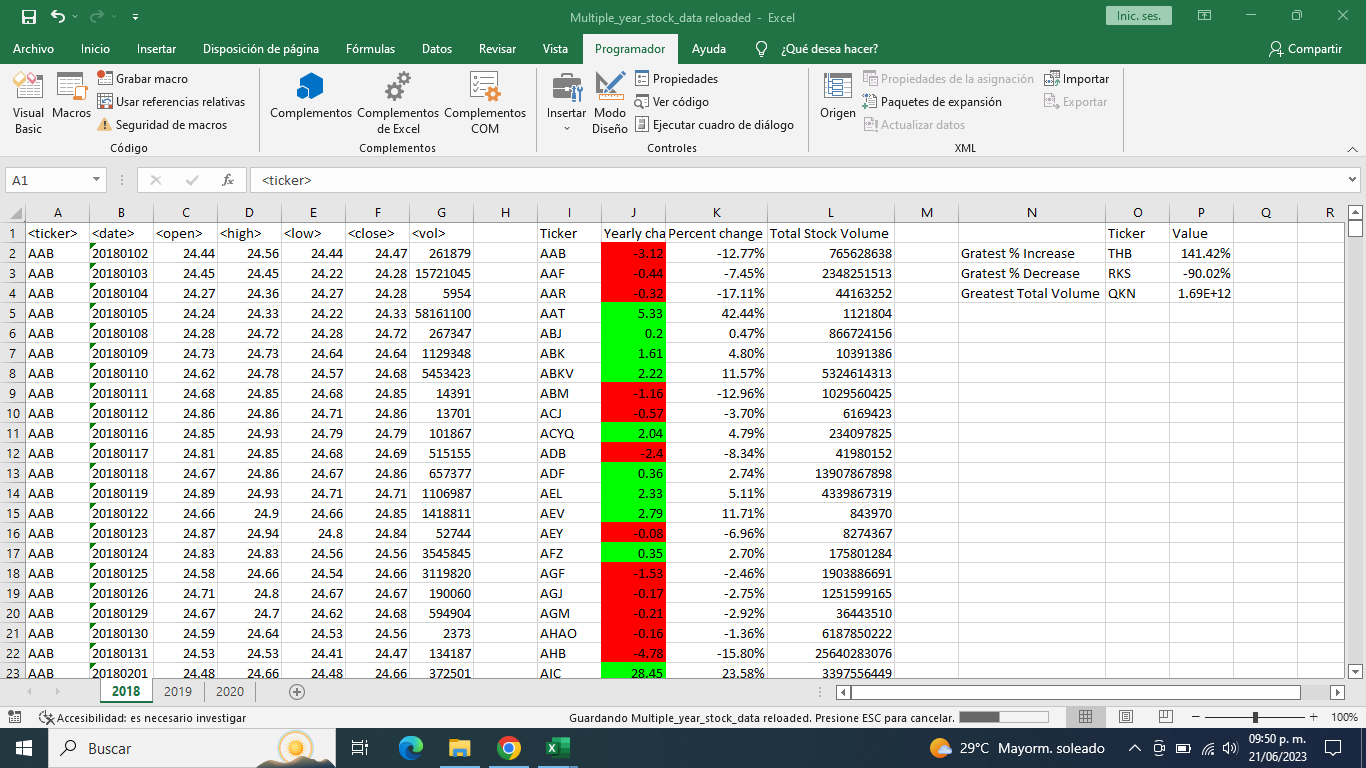 Multiple_year_stock_data reloaded - Excel
Inic. ses.
Archivo Inicio Insertar Disposición de página Fórmulas Datos Revisar Vista Programador Ayuda ¿Qué desea hacer? Compartir
Visual Basic
Macros
Grabar macro
Usar referencias relativas
Seguridad de macros
Código
Complementos
Complementos de Excel
Complementos COM
Complementos
Insertar
Modo Diseño
Propiedades
Ver código
Ejecutar cuadro de diálogo
Controles
Origen
Propiedades de la asignación
Paquetes de expansión
Actualizar datos
Importar
Exportar
XML
A1 fx <ticker>
A B C D E F G H I J K L M N O P Q R
1 <ticker> <date> <open> <high> <low> <close> <vol> Ticker Yearly cha Percent change Total Stock Volume Ticker Value
2 AAB 20180102 24.44 24.56 24.44 24.47 261879 AAB -3.12 -12.77% 765628638 Gratest % Increase THB 141.42%
3 AAB 20180103 24.45 24.45 24.22 24.28 15721045 AAF -0.44 -7.45% 2348251513 Gratest % Decrease RKS -90.02%
4 AAB 20180104 24.27 24.36 24.27 24.28 5954 AAR -0.32 -17.11% 44163252 Greatest Total Volume QKN 1.69E+12
5 AAB 20180105 24.24 24.33 24.22 24.33 58161100 AAT 5.33 42.44% 1121804
6 AAB 20180108 24.28 24.72 24.28 24.72 267347 ABJ 0.2 0.47% 866724156
7 AAB 20180109 24.73 24.73 24.64 24.64 1129348 ABK 1.61 4.80% 10391386
8 AAB 20180110 24.62 24.78 24.57 24.68 5453423 ABKV 2.22 11.57% 5324614313
9 AAB 20180111 24.68 24.85 24.68 24.85 14391 ABM -1.16 -12.96% 1029560425
10 AAB 20180112 24.86 24.86 24.71 24.86 13701 ACJ -0.57 -3.70% 6169423
11 AAB 20180116 24.85 24.93 24.79 24.79 101867 ACYQ 2.04 4.79% 234097825
12 AAB 20180117 24.81 24.85 24.68 24.69 515155 ADB -2.4 -8.34% 41980152
13 AAB 20180118 24.67 24.86 24.67 24.86 657377 ADF 0.36 2.74% 13907867898
14 AAB 20180119 24.89 24.93 24.71 24.71 1106987 AEL 2.33 5.11% 4339867319
15 AAB 20180122 24.66 24.9 24.66 24.85 1418811 AEV 2.79 11.71% 843970
16 AAB 20180123 24.87 24.94 24.8 24.84 52744 AEY -0.08 -6.96% 8274367
17 AAB 20180124 24.83 24.83 24.56 24.56 3545845 AFZ 0.35 2.70% 175801284
18 AAB 20180125 24.58 24.66 24.54 24.66 3119820 AGF -1.53 -2.46% 1903886691
19 AAB 20180126 24.71 24.8 24.67 24.67 190060 AGJ -0.17 -2.75% 1251599165
20 AAB 20180129 24.67 24.7 24.62 24.68 594904 AGM -0.21 -2.92% 36443510
21 AAB 20180130 24.59 24.64 24.53 24.56 2373 AHAO -0.16 -1.36% 6187850222
22 AAB 20180131 24.53 24.53 24.41 24.47 134187 AHB -4.78 -15.80% 25640283076
23 AAB 20180201 24.48 24.66 24.48 24.66 372501 AIC 28.45 23.58% 3397556449
2018 2019 2020
Accesibilidad: es necesario investigar Guardando Multiple_year_stock_data reloaded. Presione ESC para cancelar. 100%
Buscar 29°C Mayorm. soleado 09:50 p. m.
21/06/2023